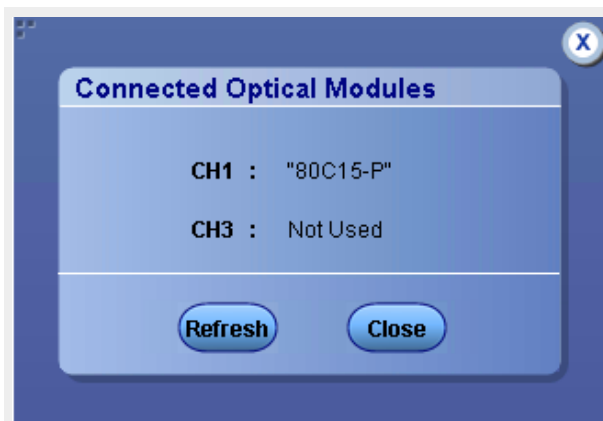 X
Connected Optical Modules
CH1 : "80C15-P"
CH3 : Not Used
Refresh Close